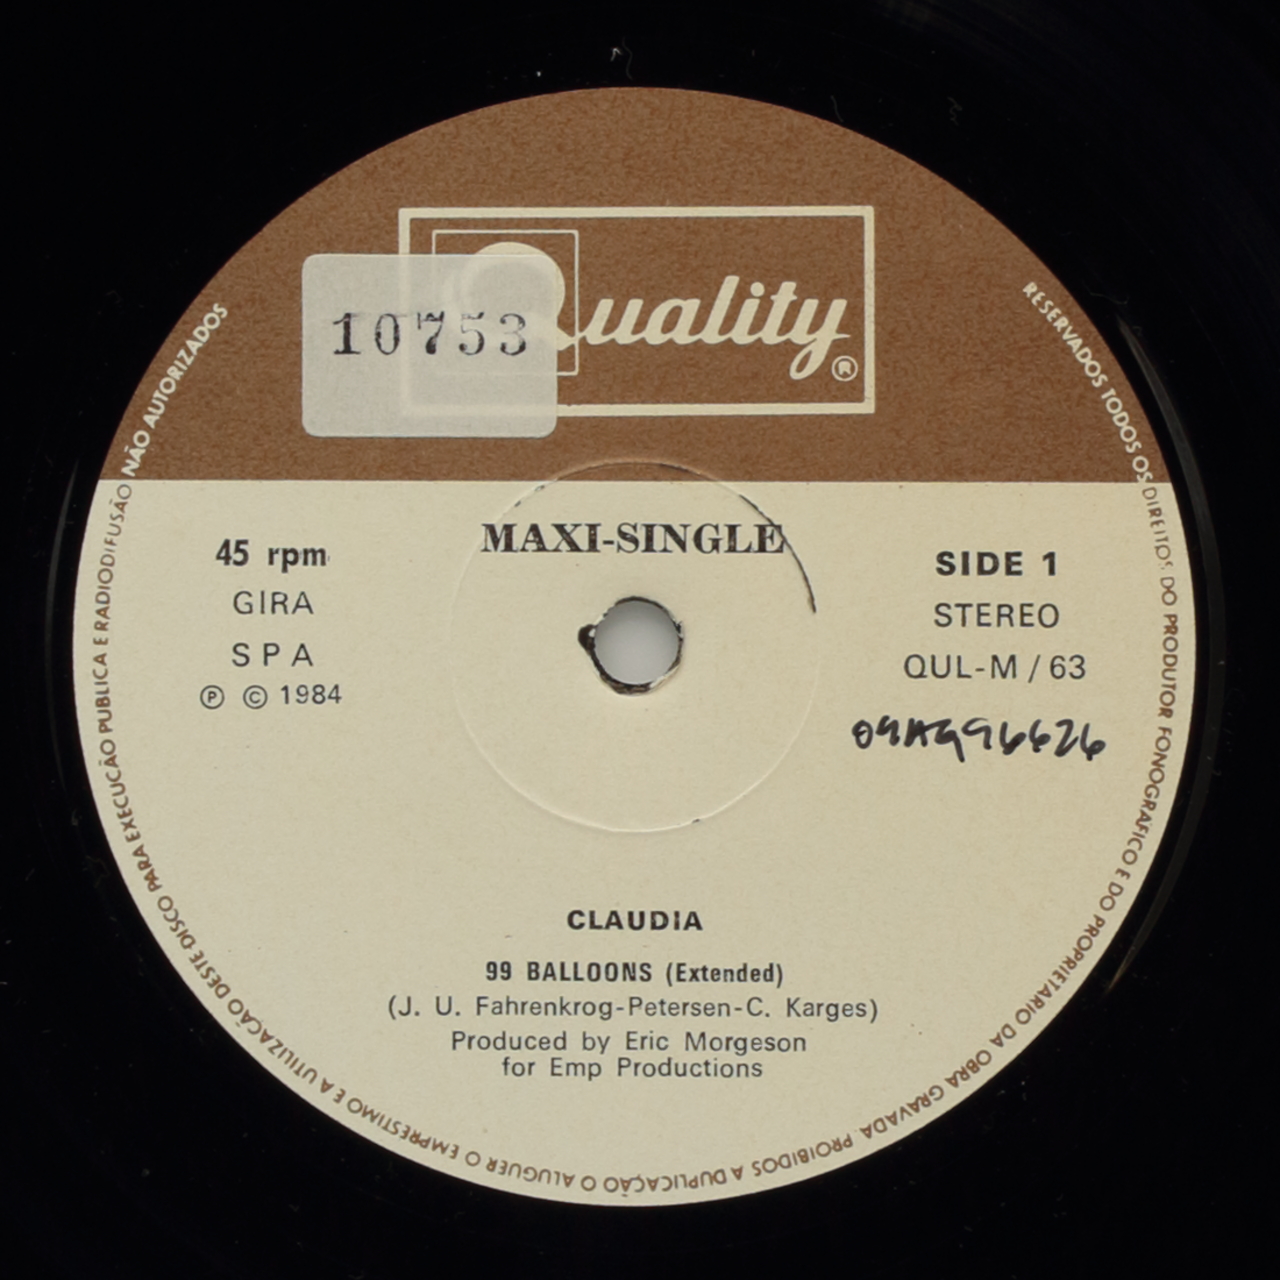 Quality ®
10753
MAXI-SINGLE
45 rpm
GIRA
SPA
Ⓟ © 1984
SIDE 1
STEREO
QUL-M/63
CLAUDIA
99 BALLOONS (Extended)
(J. U. Fahrenkrog-Petersen-C. Karges)
Produced by Eric Morgeson
for Emp Productions
RESERVADOS TODOS OS DIREITOS DO PRODUTOR FONOGRAFICO E DO PROPRIETARIO DA OBRA GRAVADA PROIBIDOS A DUPLICAÇÃO O ALUGUER O EMPRESTIMO E A UTILIZAÇÃO DESTE DISCO PARA EXECUCÃO PUBLICA E RADIODIFUSÃO NÃO AUTORIZADOS